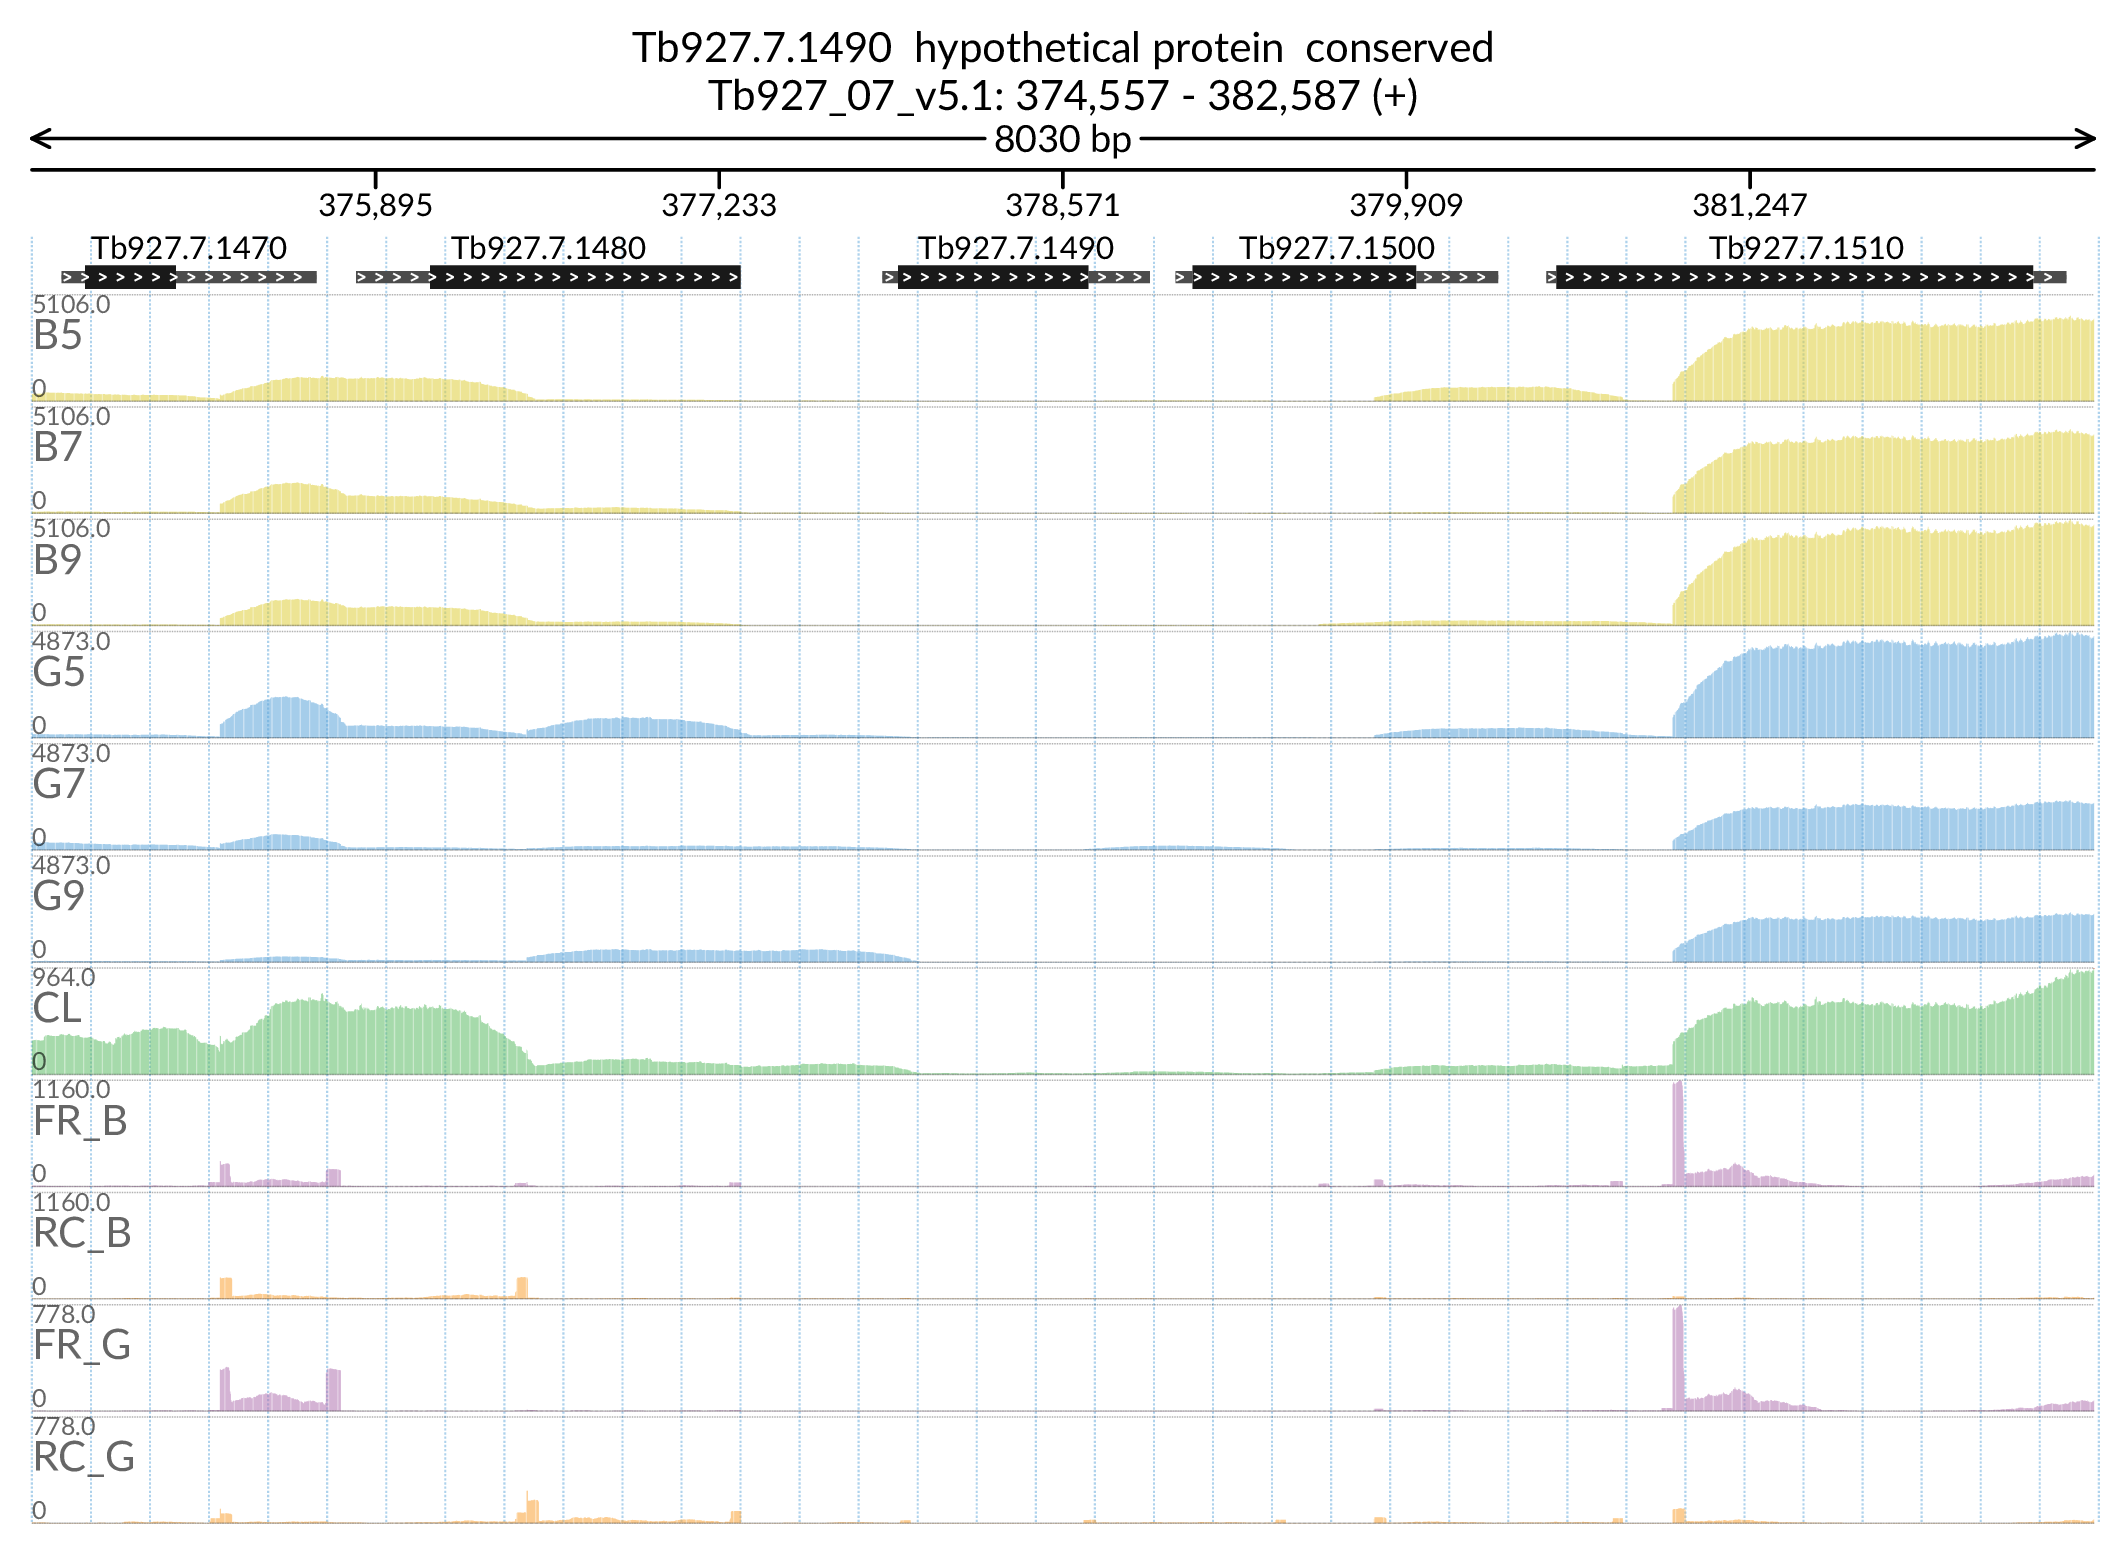 Tb927.7.1490  hypothetical protein  conserved
Tb927_07_v5.1: 374,557 - 382,587 (+)
8030 bp
375,895 377,233 378,571 379,909 381,247
Tb927.7.1470 Tb927.7.1480 Tb927.7.1490 Tb927.7.1500 Tb927.7.1510
5106.0
B5
0
5106.0
B7
0
5106.0
B9
0
4873.0
G5
0
4873.0
G7
0
4873.0
G9
0
964.0
CL
0
1160.0
FR_B
0
1160.0
RC_B
0
778.0
FR_G
0
778.0
RC_G
0